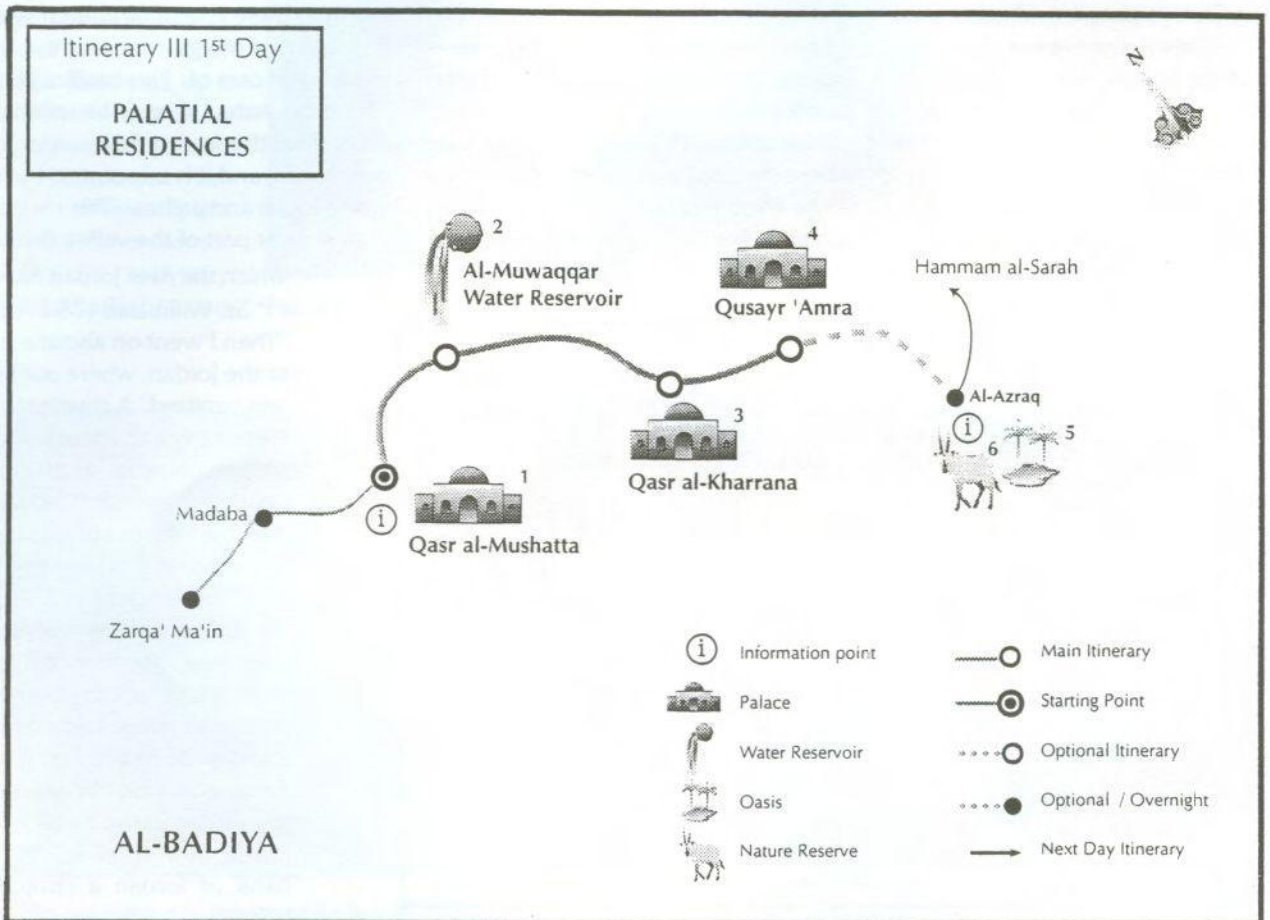 Itinerary III 1st Day
PALATIAL
RESIDENCES
N
2
Al-Muwaqqar
Water Reservoir
4
Qusayr 'Amra
Hammam al-Sarah
Al-Azraq
i
6
5
3
Qasr al-Kharrana
1
Qasr al-Mushatta
i
Madaba
Zarqa' Ma'in
i Information point
Palace
Water Reservoir
Oasis
Nature Reserve
Main Itinerary
Starting Point
Optional Itinerary
Optional / Overnight
Next Day Itinerary
AL-BADIYA